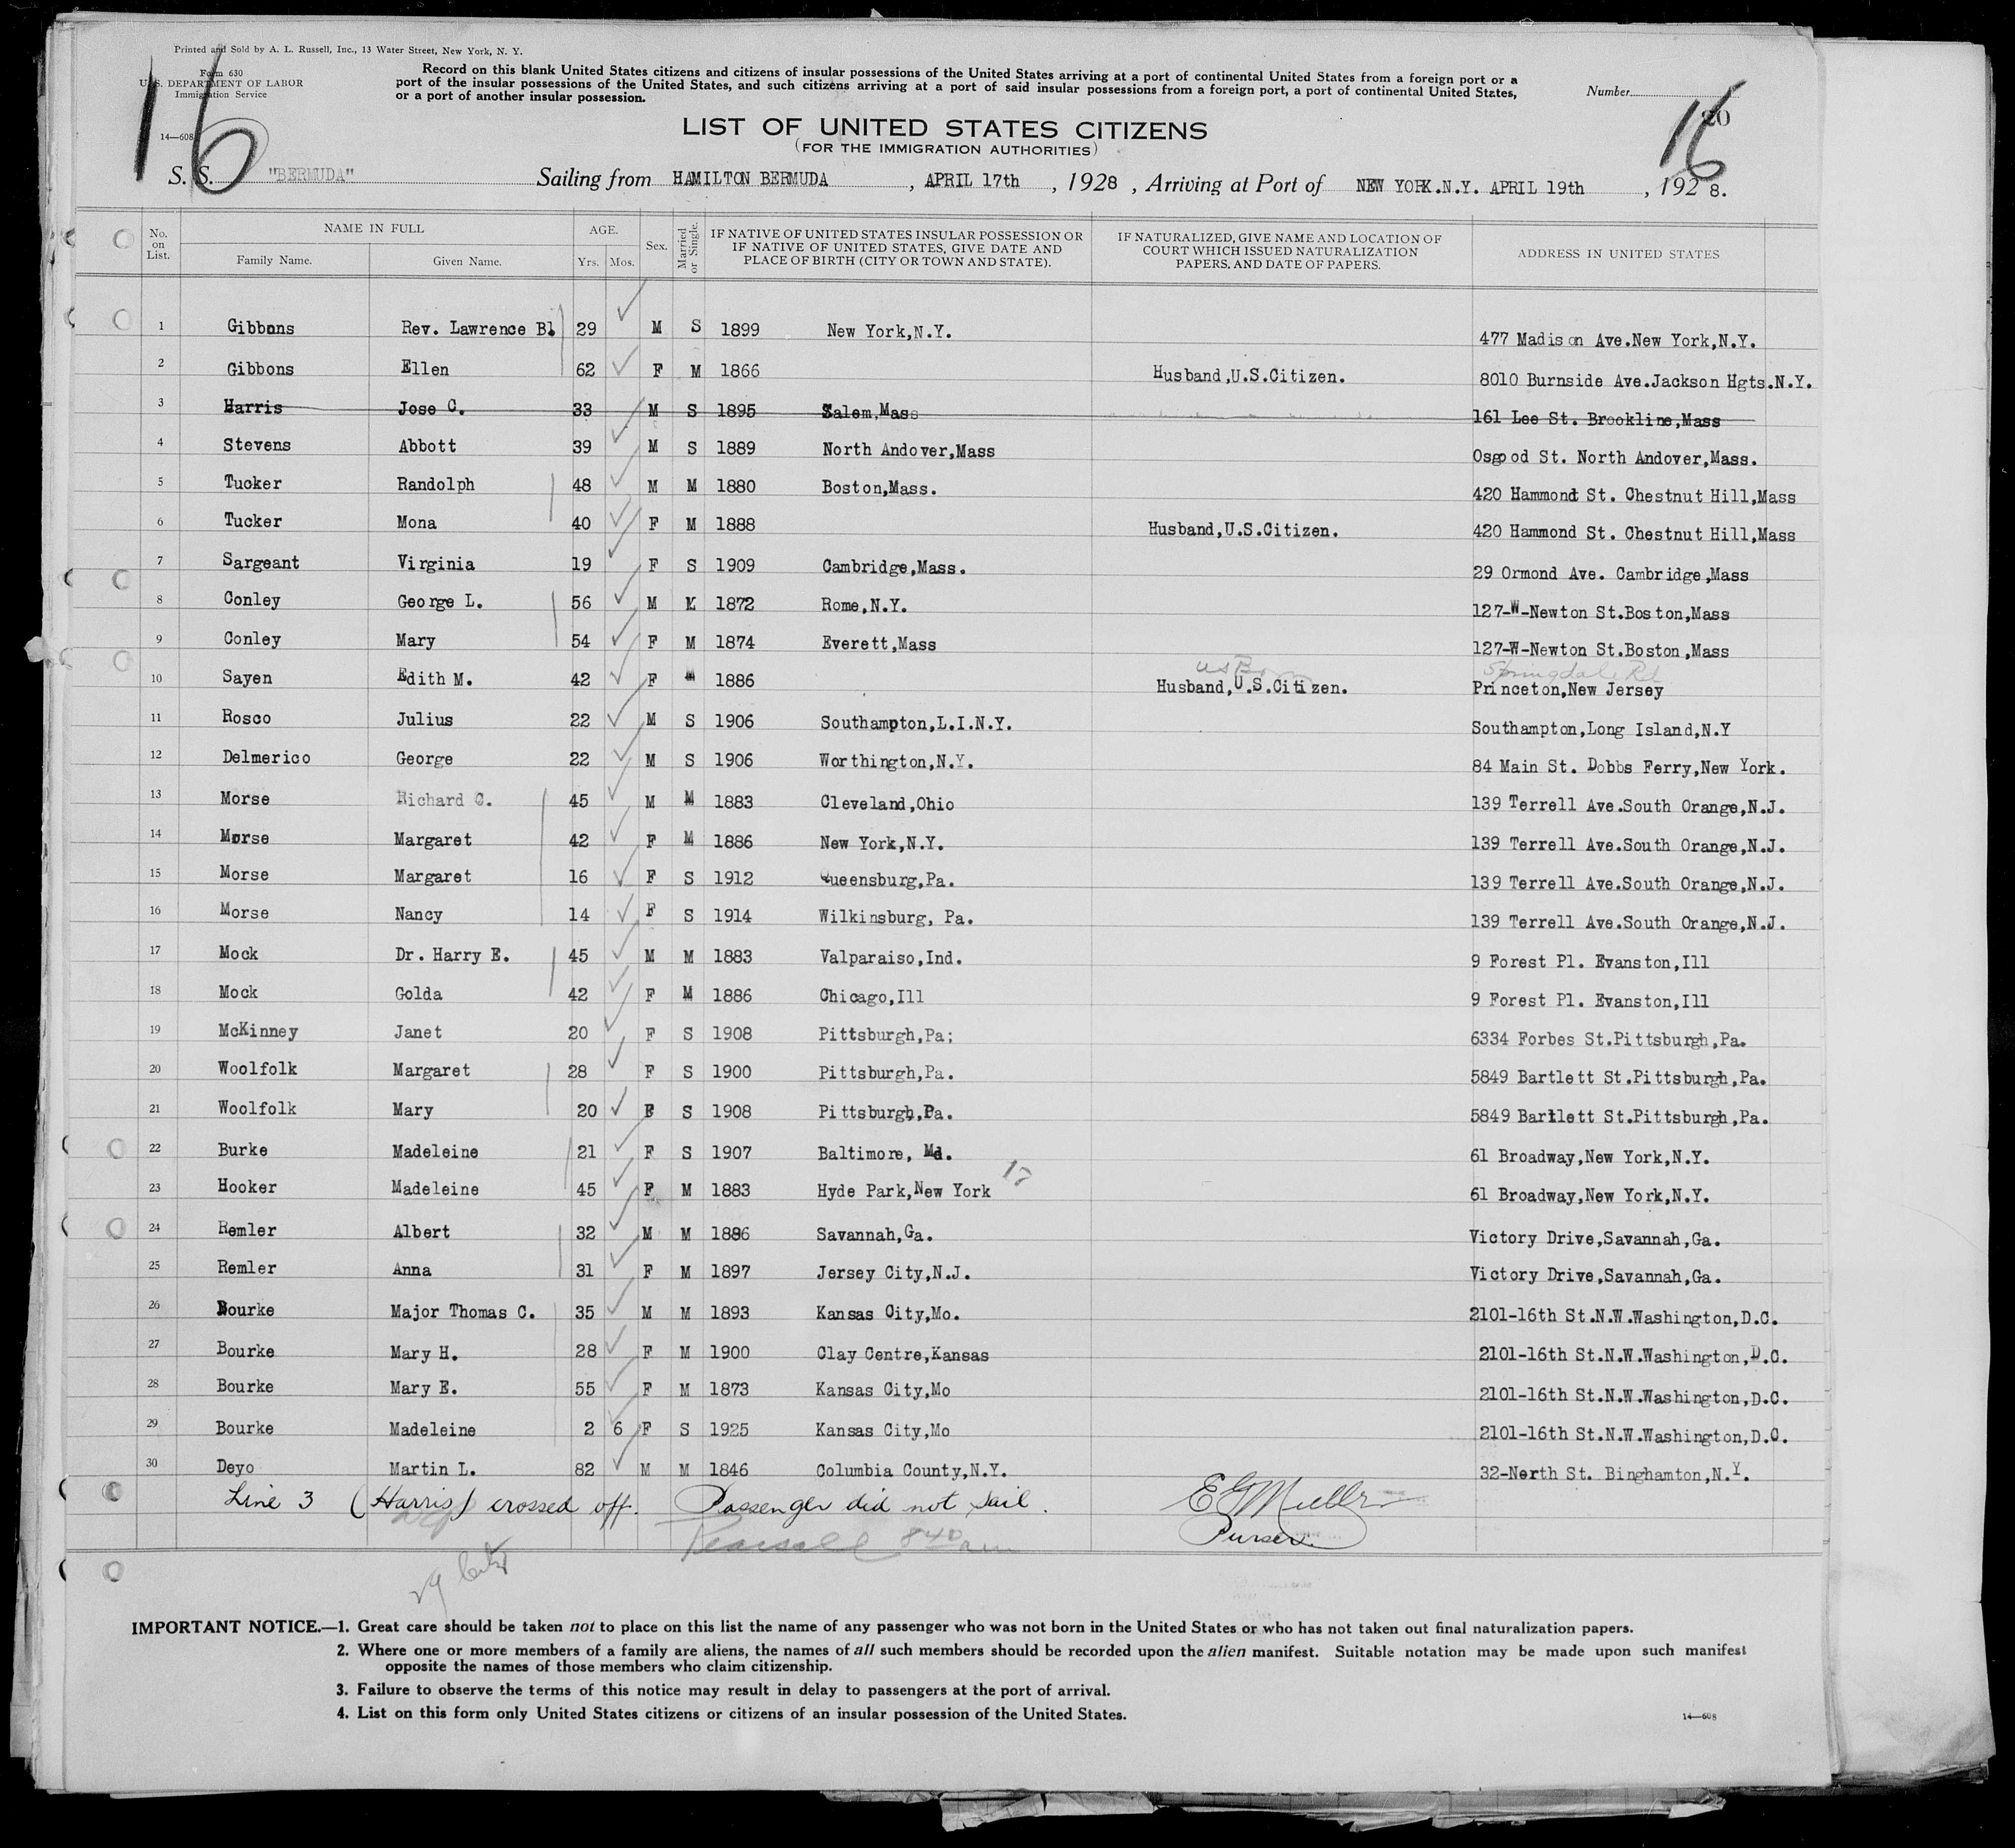 Printed and Sold by A. L. Russell, Inc., 13 Water Street, New York, N. Y.
Form 630
U. S. DEPARTMENT OF LABOR
Immigration Service
14—608
16
Record on this blank United States citizens and citizens of insular possessions of the United States arriving at a port of continental United States from a foreign port or a
port of the insular possessions of the United States, and such citizens arriving at a port of said insular possessions from a foreign port, a port of continental United States,
or a port of another insular possession.
Number
16
LIST OF UNITED STATES CITIZENS
(FOR THE IMMIGRATION AUTHORITIES)
S. S. "BERMUDA" Sailing from HAMILTON BERMUDA, APRIL 17th, 1928, Arriving at Port of NEW YORK.N.Y. APRIL 19th, 1928.
No. on List. NAME IN FULL Family Name. Given Name. AGE. Yrs. Mos. Sex. Married or Single. IF NATIVE OF UNITED STATES INSULAR POSSESSION OR IF NATIVE OF UNITED STATES, GIVE DATE AND PLACE OF BIRTH (CITY OR TOWN AND STATE). IF NATURALIZED, GIVE NAME AND LOCATION OF COURT WHICH ISSUED NATURALIZATION PAPERS, AND DATE OF PAPERS. ADDRESS IN UNITED STATES
1 Gibbons Rev. Lawrence Bl. 29 M S 1899 New York,N.Y. 477 Madison Ave.New York,N.Y.
2 Gibbons Ellen 62 F M 1866 Husband,U.S.Citizen. 8010 Burnside Ave.Jackson Hgts.N.Y.
3 Harris Jose C. 33 M S 1895 Salem,Mass 161 Lee St. Brookline,Mass
4 Stevens Abbott 39 M S 1889 North Andover,Mass Osgood St. North Andover,Mass.
5 Tucker Randolph 48 M M 1880 Boston,Mass. 420 Hammond St. Chestnut Hill,Mass
6 Tucker Mona 40 F M 1888 Husband,U.S.Citizen. 420 Hammond St. Chestnut Hill,Mass
7 Sargeant Virginia 19 F S 1909 Cambridge,Mass. 29 Ormond Ave. Cambridge,Mass
8 Conley George L. 56 M M 1872 Rome,N.Y. 127-W-Newton St.Boston,Mass
9 Conley Mary 54 F M 1874 Everett,Mass 127-W-Newton St.Boston,Mass
US Born Springdale Rd
10 Sayen Edith M. 42 F M 1886 Husband,U.S.Citizen. Princeton,New Jersey
11 Rosco Julius 22 M S 1906 Southampton,L.I.N.Y. Southampton,Long Island,N.Y
12 Delmerico George 22 M S 1906 Worthington,N.Y. 84 Main St. Dobbs Ferry,New York.
13 Morse Richard C. 45 M M 1883 Cleveland,Ohio 139 Terrell Ave.South Orange,N.J.
14 Morse Margaret 42 F M 1886 New York,N.Y. 139 Terrell Ave.South Orange,N.J.
15 Morse Margaret 16 F S 1912 Queensburg,Pa. 139 Terrell Ave.South Orange,N.J.
16 Morse Nancy 14 F S 1914 Wilkinsburg, Pa. 139 Terrell Ave.South Orange,N.J.
17 Mock Dr. Harry E. 45 M M 1883 Valparaiso,Ind. 9 Forest Pl. Evanston,Ill
18 Mock Golda 42 F M 1886 Chicago,Ill 9 Forest Pl. Evanston,Ill
19 McKinney Janet 20 F S 1908 Pittsburgh,Pa; 6334 Forbes St.Pittsburgh,Pa.
20 Woolfolk Margaret 28 F S 1900 Pittsburgh,Pa. 5849 Bartlett St.Pittsburgh,Pa.
21 Woolfolk Mary 20 F S 1908 Pittsburgh,Pa. 5849 Bartlett St.Pittsburgh,Pa.
22 Burke Madeleine 21 F S 1907 Baltimore, Md. 61 Broadway,New York,N.Y.
23 Hooker Madeleine 45 F M 1883 Hyde Park,New York 61 Broadway,New York,N.Y.
24 Remler Albert 32 M M 1896 Savannah,Ga. Victory Drive,Savannah,Ga.
25 Remler Anna 31 F M 1897 Jersey City,N.J. Victory Drive,Savannah,Ga.
26 Bourke Major Thomas C. 35 M M 1893 Kansas City,Mo. 2101-16th St.N.W.Washington,D.C.
27 Bourke Mary H. 28 F M 1900 Clay Centre,Kansas 2101-16th St.N.W.Washington,D.C.
28 Bourke Mary E. 55 F M 1873 Kansas City,Mo 2101-16th St.N.W.Washington,D.C.
29 Bourke Madeleine 2 6 F S 1925 Kansas City,Mo 2101-16th St.N.W.Washington,D.C.
30 Deyo Martin L. 82 M M 1846 Columbia County,N.Y. 32-North St. Binghamton,N.Y.
Line 3 (Harris) crossed off. Passenger did not sail. E G Muller
Purser.
Pearsall 840 am
29
IMPORTANT NOTICE.—1. Great care should be taken not to place on this list the name of any passenger who was not born in the United States or who has not taken out final naturalization papers.
2. Where one or more members of a family are aliens, the names of all such members should be recorded upon the alien manifest. Suitable notation may be made upon such manifest
opposite the names of those members who claim citizenship.
3. Failure to observe the terms of this notice may result in delay to passengers at the port of arrival.
4. List on this form only United States citizens or citizens of an insular possession of the United States.
14—608